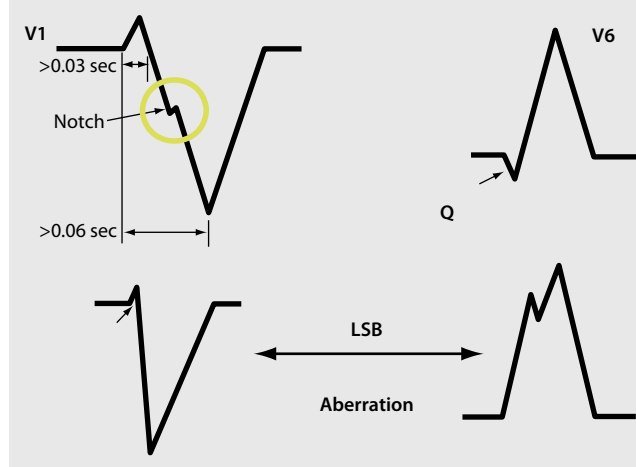 V1
V6
>0.03 sec
Notch
Q
>0.06 sec
LSB
Aberration